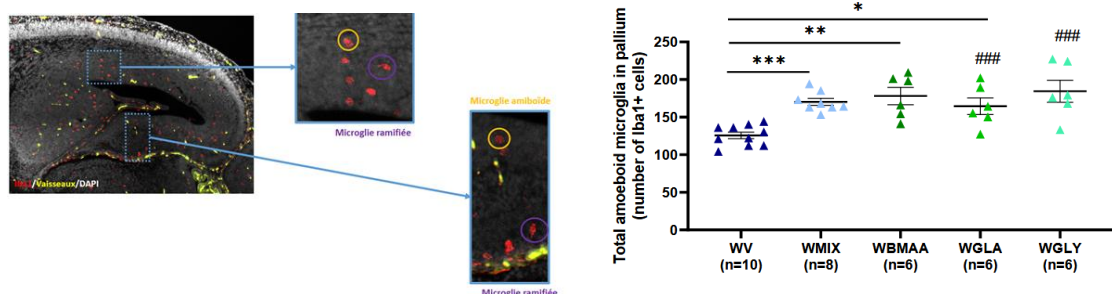 /Vaisseaux/DAPI
Microglie amiboïde
Microglie ramifiée
Microglie ramifiée
Total amoeboid microglia in pallium
(number of Iba1+ cells)
250
200
150
100
50
0
*
**
***
###
###
WV
(n=10)
WMIX
(n=8)
WBMAA
(n=6)
WGLA
(n=6)
WGLY
(n=6)